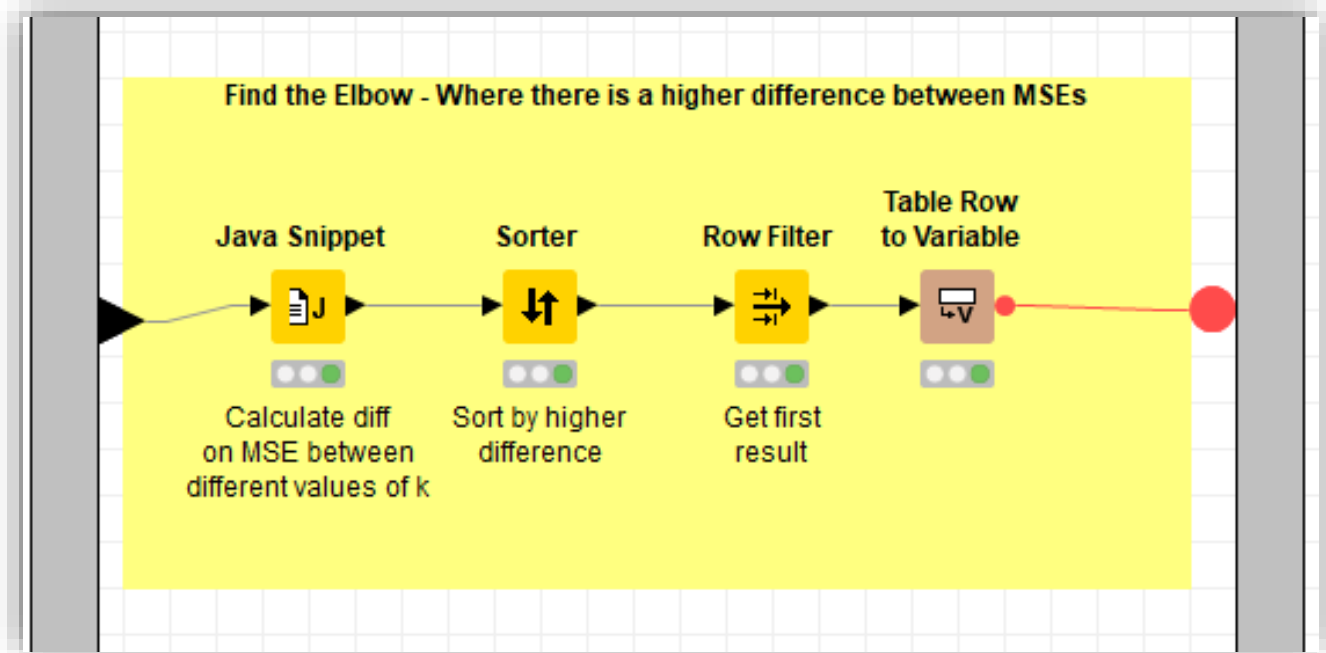 Find the Elbow - Where there is a higher difference between MSEs
Java Snippet
Sorter
Row Filter
Table Row
to Variable
J
V
Calculate diff
on MSE between
different values of k
Sort by higher
difference
Get first
result